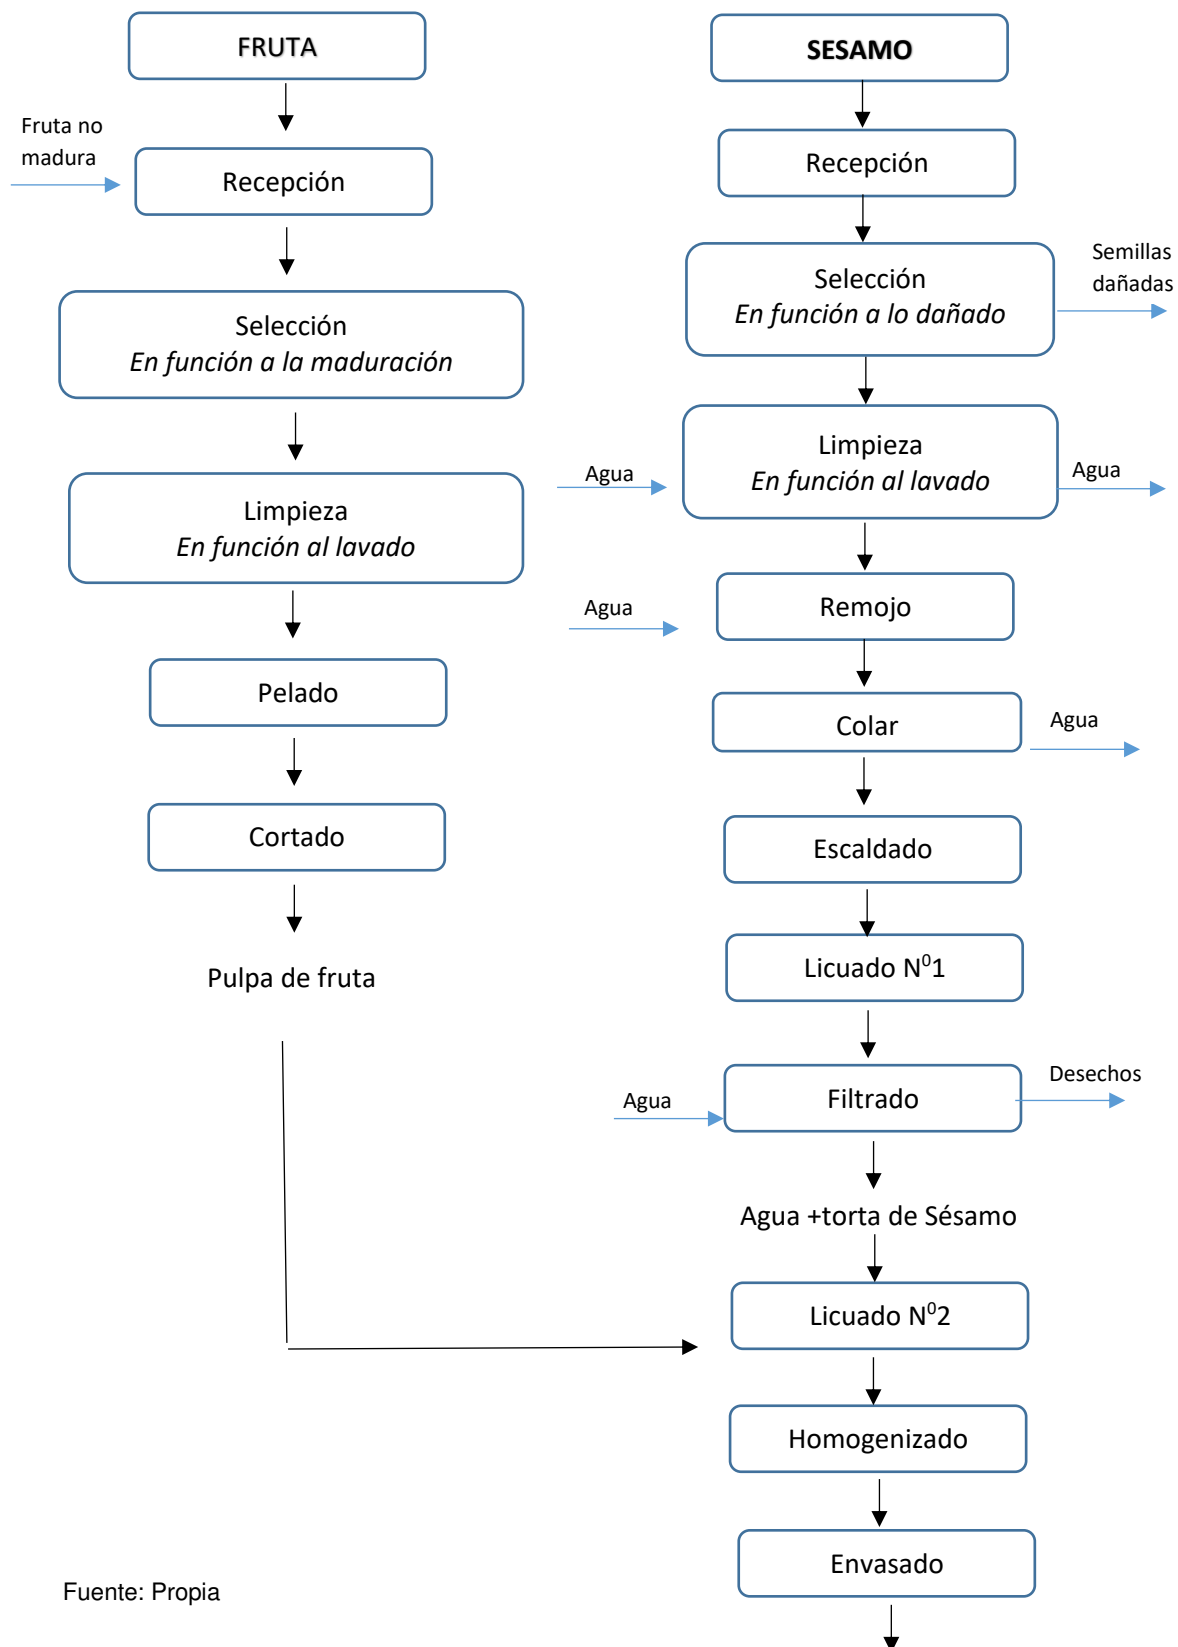 FRUTA
Fruta no
madura
Recepción
Selección
En función a la maduración
Limpieza
En función al lavado
Pelado
Cortado
Pulpa de fruta
SESAMO
Recepción
Selección
En función a lo dañado
Semillas
dañadas
Agua
Limpieza
En función al lavado
Agua
Agua
Remojo
Colar
Agua
Escaldado
Licuado N⁰1
Agua
Filtrado
Desechos
Agua +torta de Sésamo
Licuado N⁰2
Homogenizado
Envasado
Fuente: Propia